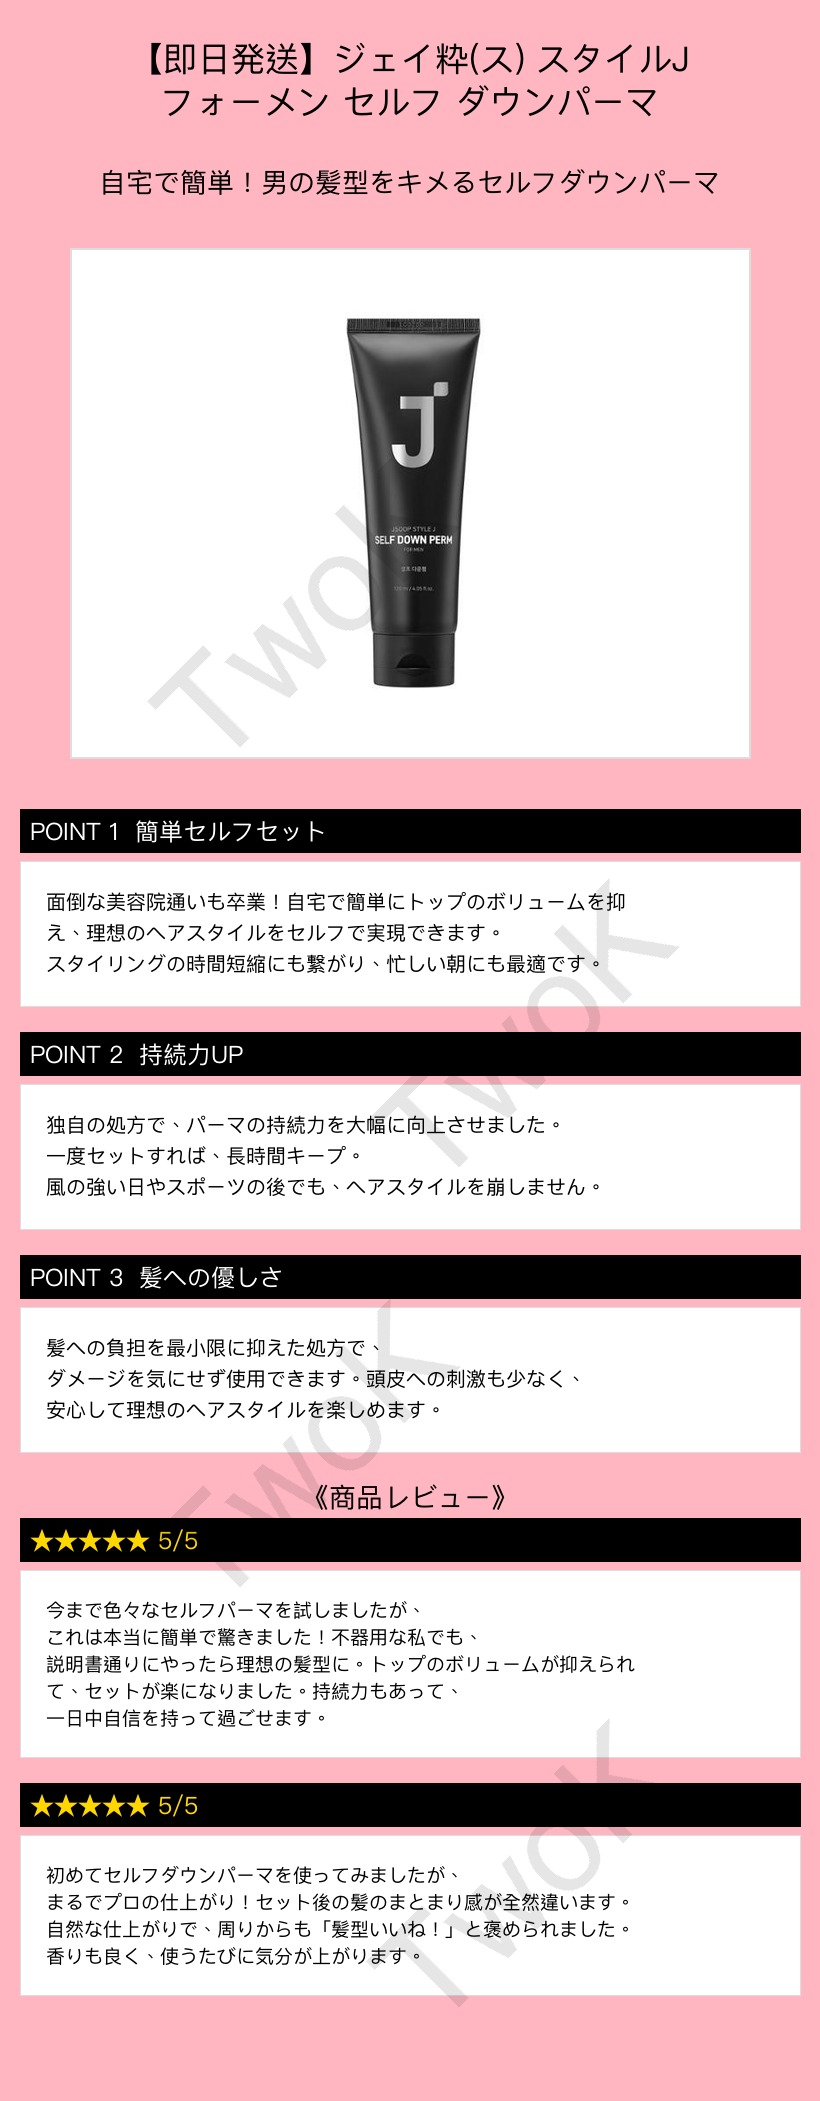 【即日発送】ジェイ粋(ス) スタイルJ
フォーメン セルフ ダウンパーマ
自宅で簡単！男の髪型をキメるセルフダウンパーマ
J
JSOOP STYLE J
SELF DOWN PERM
FOR MEN
셀프 다운펌
120 ml / 4.05 fl.oz.
TwoK
POINT 1 簡単セルフセット
面倒な美容院通いも卒業！自宅で簡単にトップのボリュームを抑
え、理想のヘアスタイルをセルフで実現できます。
スタイリングの時間短縮にも繋がり、忙しい朝にも最適です。
TwoK
POINT 2 持続力UP
独自の処方で、パーマの持続力を大幅に向上させました。
一度セットすれば、長時間キープ。
風の強い日やスポーツの後でも、ヘアスタイルを崩しません。
POINT 3 髪への優しさ
髪への負担を最小限に抑えた処方で、
ダメージを気にせず使用できます。頭皮への刺激も少なく、
安心して理想のヘアスタイルを楽しめます。
TwoK
《商品レビュー》
★★★★★ 5/5
今まで色々なセルフパーマを試しましたが、
これは本当に簡単で驚きました！不器用な私でも、
説明書通りにやったら理想の髪型に。トップのボリュームが抑えられ
て、セットが楽になりました。持続力もあって、
一日中自信を持って過ごせます。
★★★★★ 5/5
初めてセルフダウンパーマを使ってみましたが、
まるでプロの仕上がり！セット後の髪のまとまり感が全然違います。
自然な仕上がりで、周りからも「髪型いいね！」と褒められました。
香りも良く、使うたびに気分が上がります。
TwoK